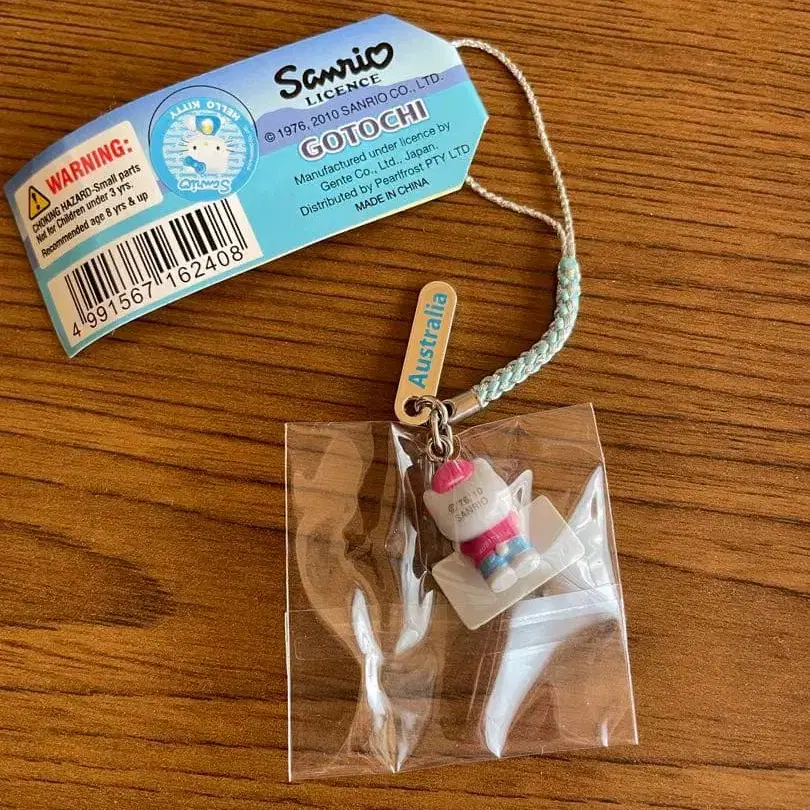 Sanrio
LICENCE
© 1976, 2010 SANRIO CO., LTD.
GOTOCHI
Manufactured under licence by
Gente Co., Ltd., Japan.
Distributed by Pearlfrost PTY LTD
MADE IN CHINA
HELLO KITTY
Sanrio
WARNING:
CHOKING HAZARD-Small parts
Not for Children under 3 yrs.
Recommended age 8 yrs & up
4 991567 162408
Australia
©'76,'10
SANRIO